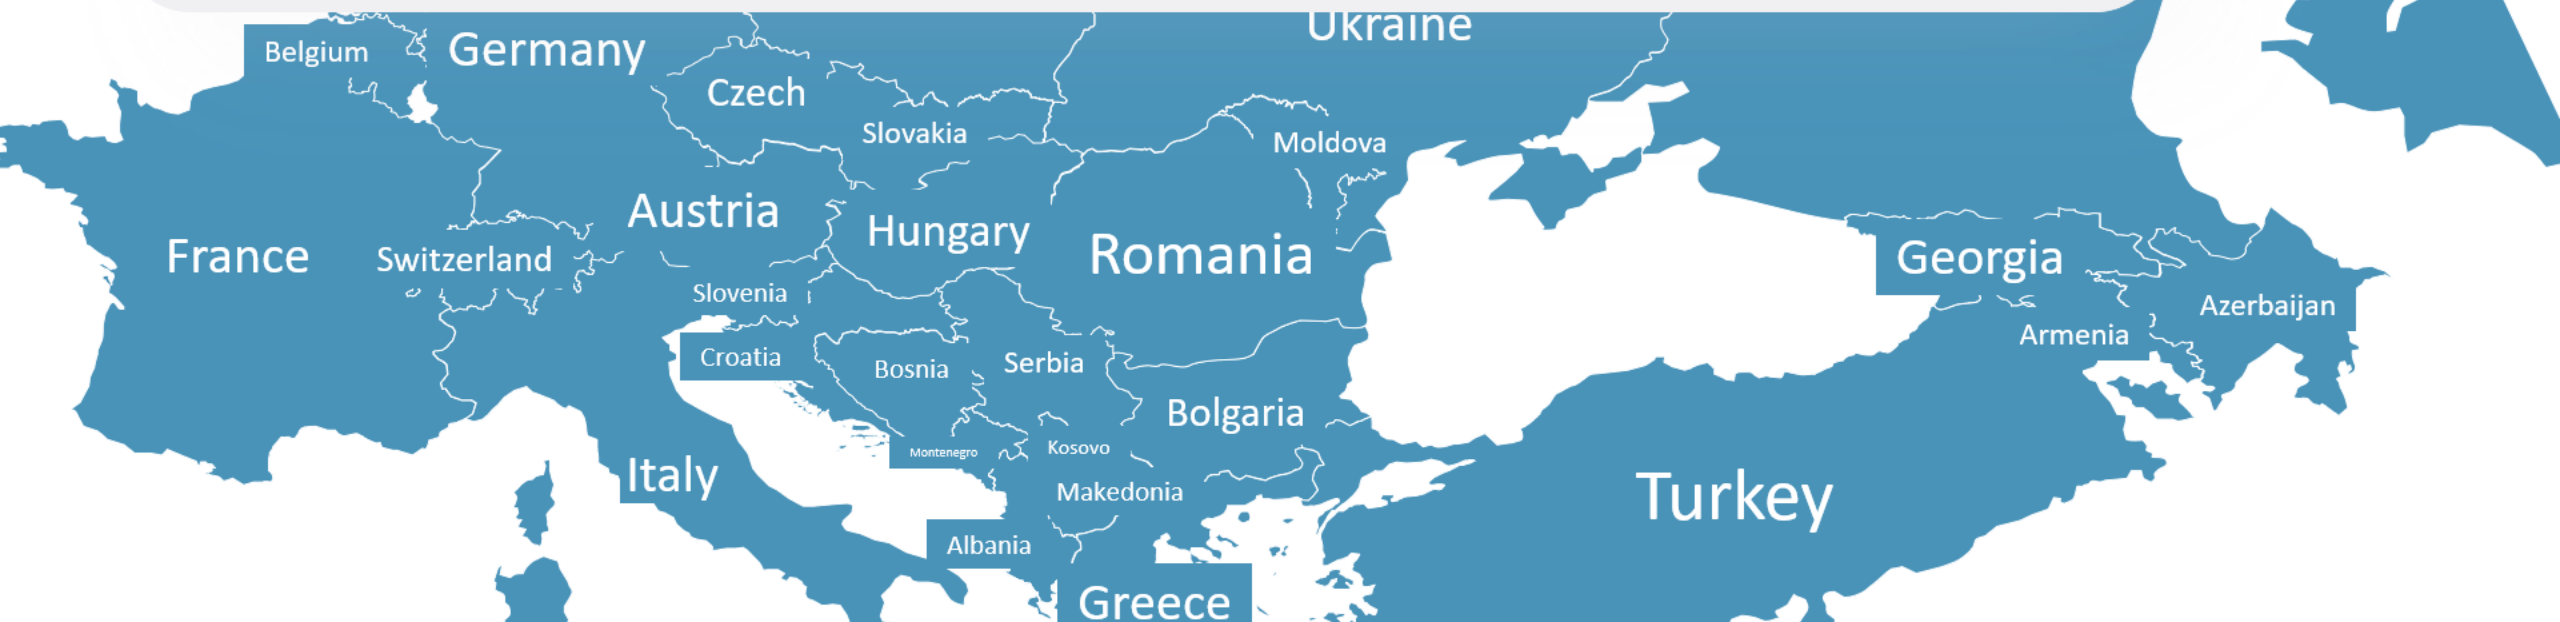 Ukraine
Belgium
Germany
Czech
Slovakia
Moldova
Austria
Hungary
France
Switzerland
Romania
Georgia
Slovenia
Azerbaijan
Armenia
Croatia
Bosnia
Serbia
Bolgaria
Montenegro
Kosovo
Italy
Makedonia
Turkey
Albania
Greece